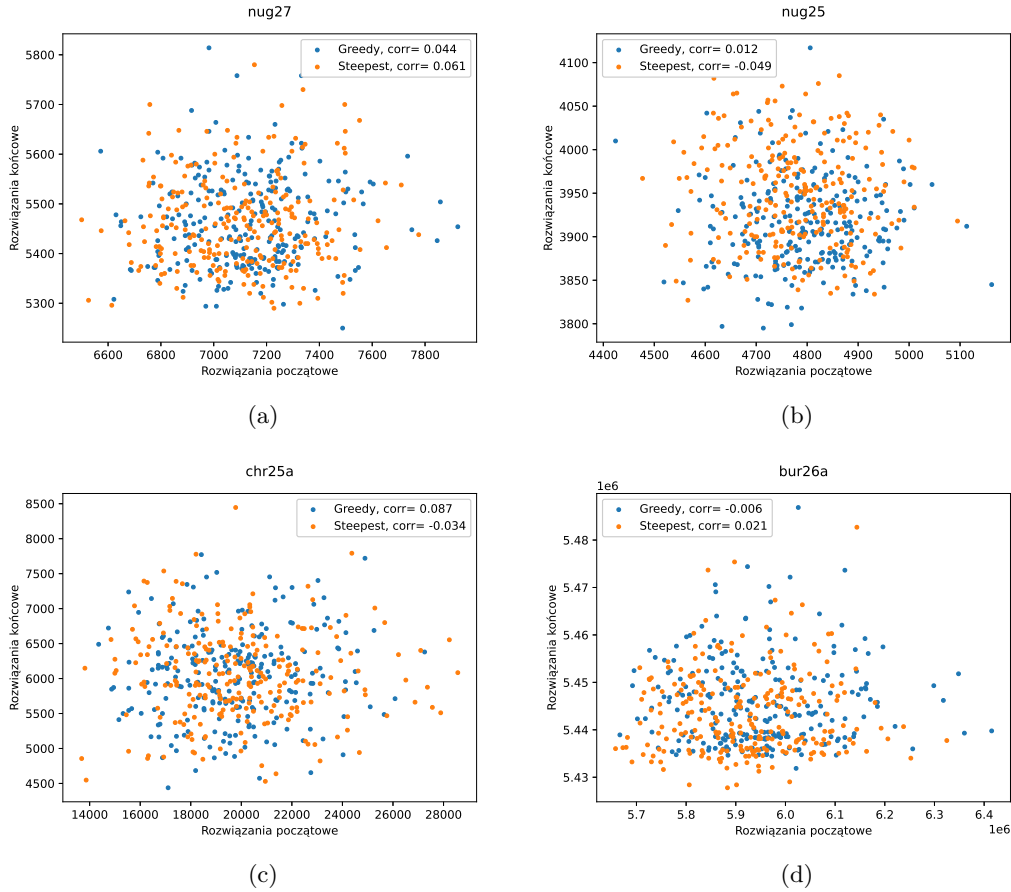 nug27
Greedy, corr= 0.044
Steepest, corr= 0.061
Rozwiązania końcowe
5800
5700
5600
5500
5400
5300
6600 6800 7000 7200 7400 7600 7800
Rozwiązania początowe
(a)
nug25
Greedy, corr= 0.012
Steepest, corr= -0.049
Rozwiązania końcowe
4100
4050
4000
3950
3900
3850
3800
4400 4500 4600 4700 4800 4900 5000 5100
Rozwiązania początowe
(b)
chr25a
Greedy, corr= 0.087
Steepest, corr= -0.034
Rozwiązania końcowe
8500
8000
7500
7000
6500
6000
5500
5000
4500
14000 16000 18000 20000 22000 24000 26000 28000
Rozwiązania początowe
(c)
bur26a
1e6
Greedy, corr= -0.006
Steepest, corr= 0.021
Rozwiązania końcowe
5.48
5.47
5.46
5.45
5.44
5.43
5.7 5.8 5.9 6.0 6.1 6.2 6.3 6.4
1e6
Rozwiązania początowe
(d)